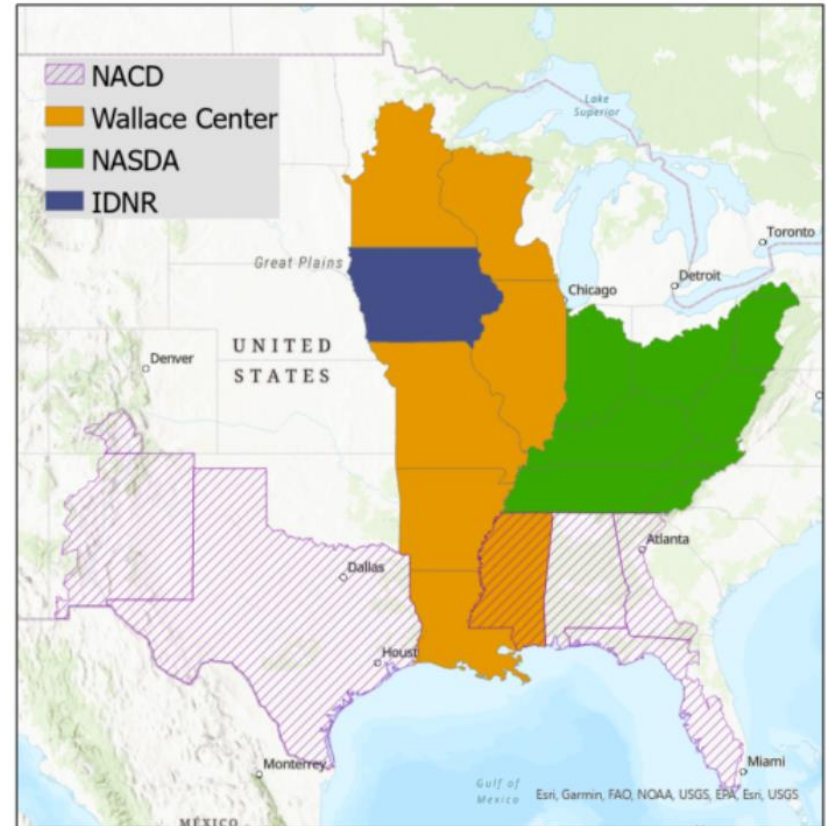 NACD
Wallace Center
NASDA
IDNR
Lake
Superior
Toronto
Great Plains
Detroit
Chicago
UNITED
STATES
Denver
Atlanta
Dallas
Houst
Monterrey
Miami
Gulf of
Mexico
Esri, Garmin, FAO, NOAA, USGS, EPA, Esri, USGS
MÉXICO